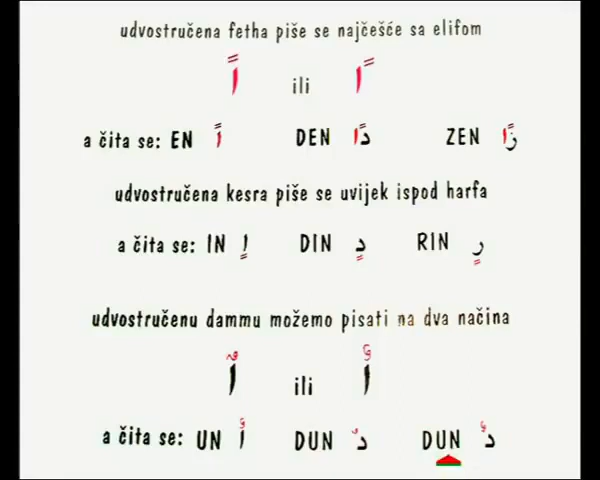 udvostručena fetha piše se najčešće sa elifom
اً ili اً
a čita se: EN اً DEN داً ZEN زاً
udvostručena kesra piše se uvijek ispod harfa
a čita se: IN اٍ DIN دٍ RIN رٍ
udvostručenu dammu možemo pisati na dva načina
اٌ ili اٌ
a čita se: UN اٌ DUN دٌ DUN دٌ